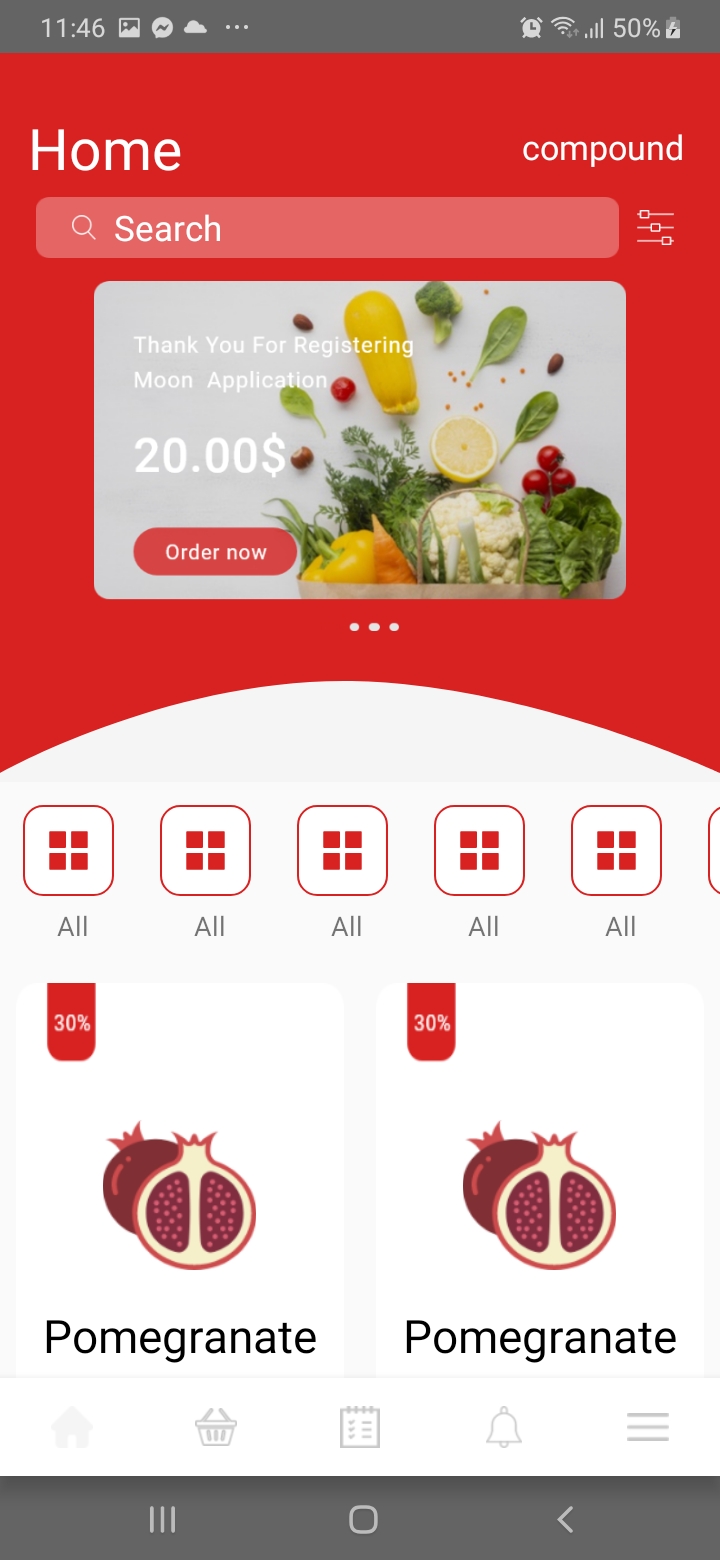 11:46
50%
Home
compound
Search
Thank You For Registering
Moon Application
20.00$
Order now
All
All
All
All
All
30%
30%
Pomegranate
Pomegranate